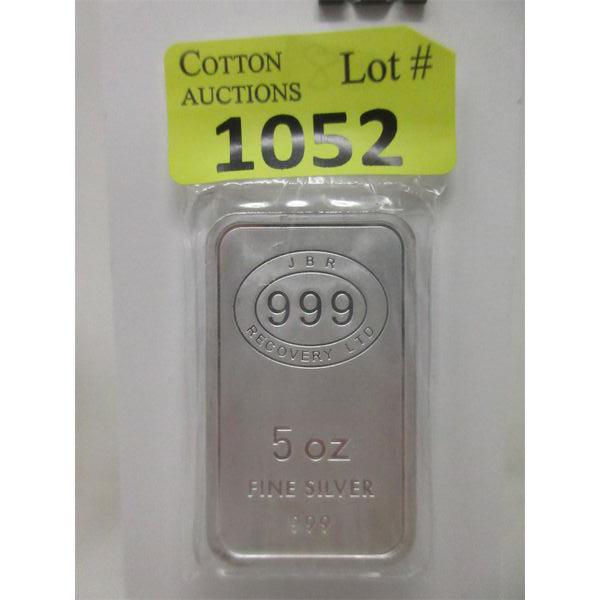 COTTON
AUCTIONS
Lot #
1052
JBR
999
RECOVERY LTD
5 oz
FINE SILVER
999